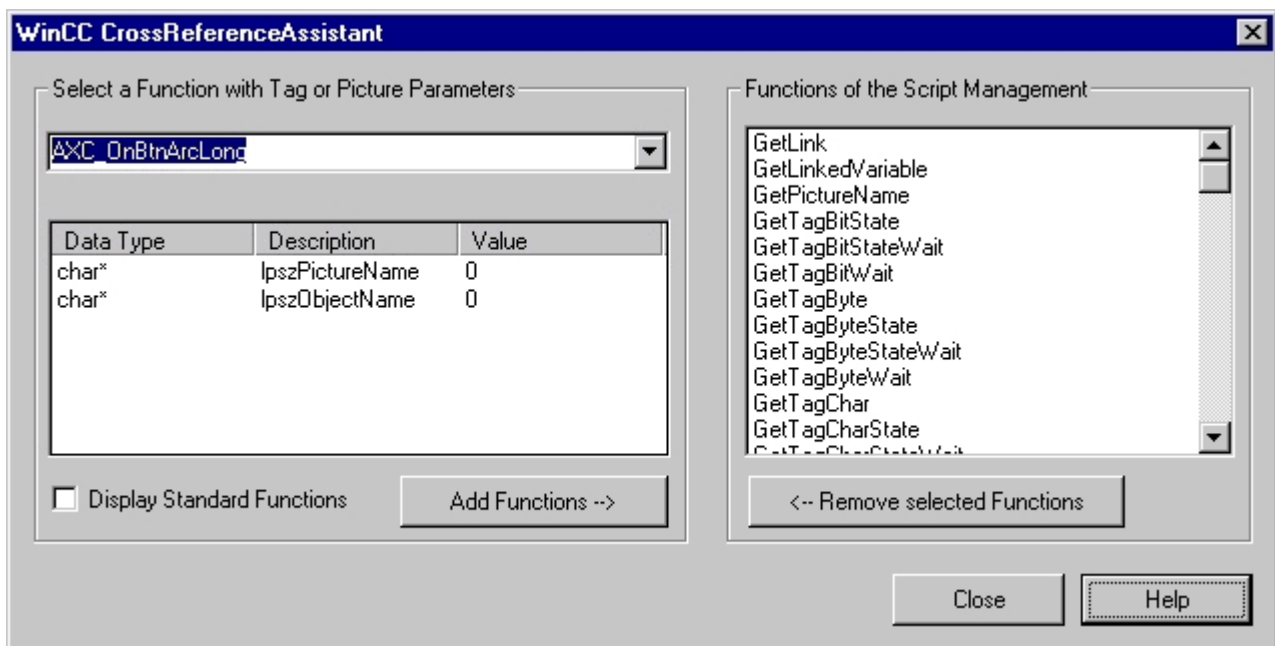 WinCC CrossReferenceAssistant
Select a Function with Tag or Picture Parameters
AXC_OnBtnArcLong
Data Type Description Value
char* lpszPictureName 0
char* lpszObjectName 0
Display Standard Functions
Add Functions -->
Functions of the Script Management
GetLink
GetLinkedVariable
GetPictureName
GetTagBitState
GetTagBitStateWait
GetTagBitWait
GetTagByte
GetTagByteState
GetTagByteStateWait
GetTagByteWait
GetTagChar
GetTagCharState
GetTagCharStateWait
<-- Remove selected Functions
Close
Help